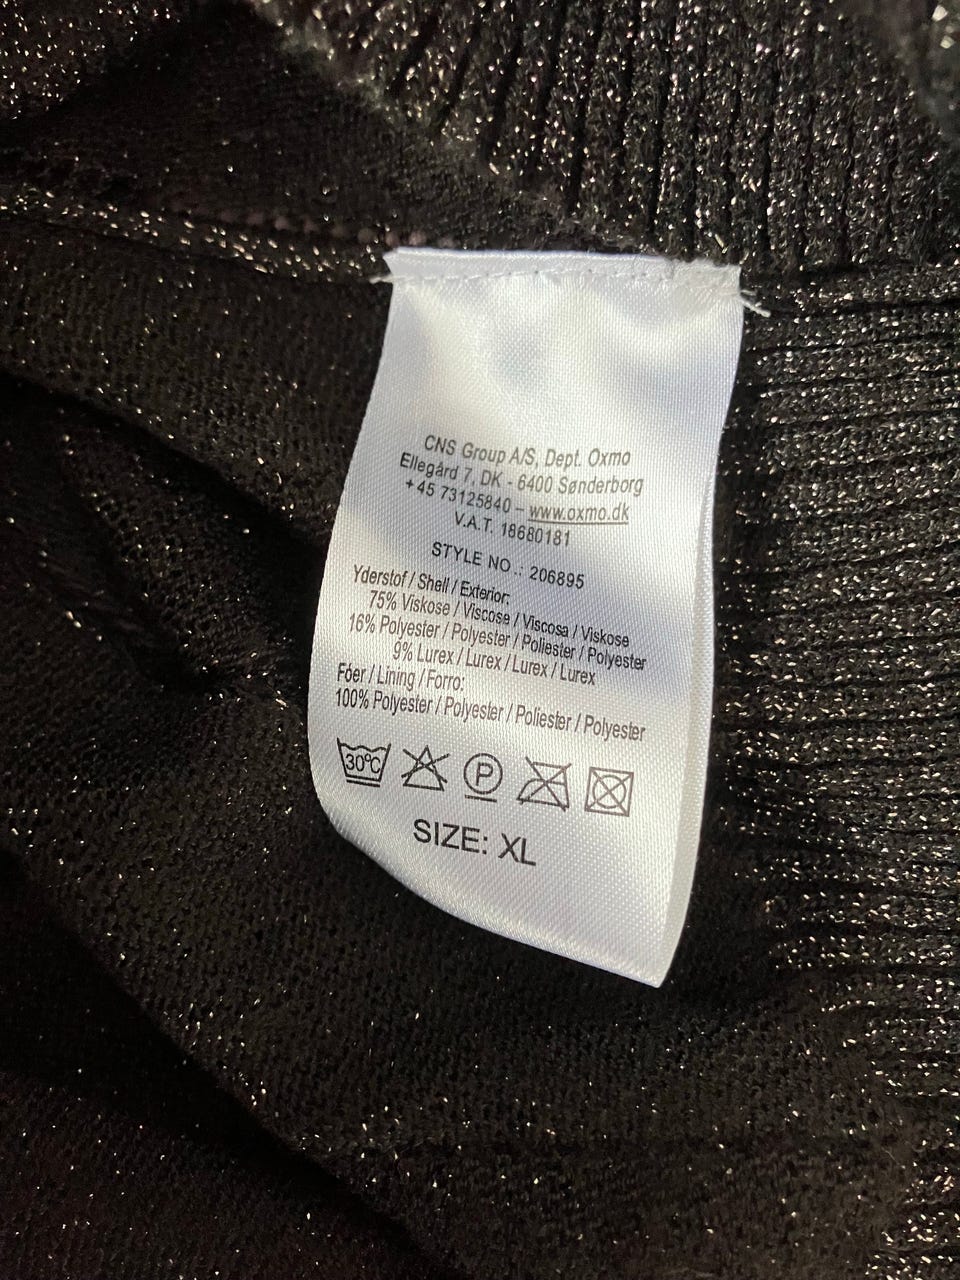 CNS Group A/S, Dept. Oxmo
Ellegård 7, DK - 6400 Sønderborg
+45 73125840 – www.oxmo.dk
V.A.T. 18680181
STYLE NO.: 206895
Yderstof / Shell / Exterior:
75% Viskose / Viscose / Viscosa / Viskose
16% Polyester / Polyester / Poliester / Polyester
9% Lurex / Lurex / Lurex / Lurex
Fóer / Lining / Forro:
100% Polyester / Polyester / Poliester / Polyester
30°C P
SIZE: XL